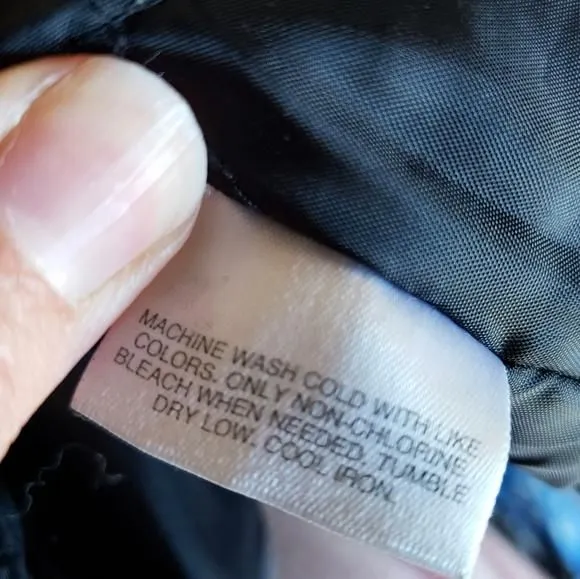 MACHINE WASH COLD WITH LIKE
COLORS. ONLY NON-CHLORINE
BLEACH WHEN NEEDED. TUMBLE
DRY LOW. COOL IRON.